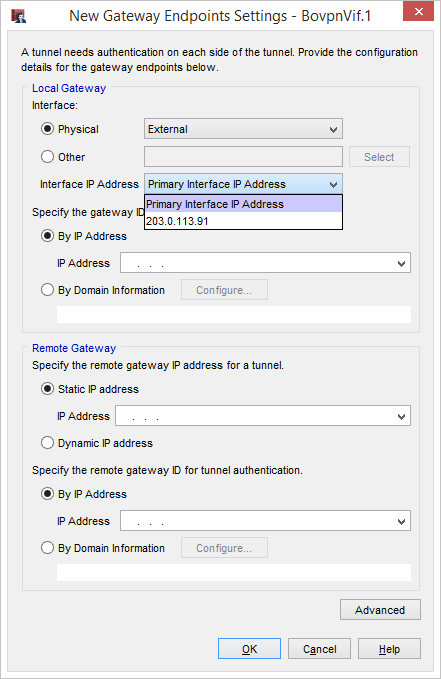 New Gateway Endpoints Settings - BovpnVif.1
A tunnel needs authentication on each side of the tunnel. Provide the configuration
details for the gateway endpoints below.
Local Gateway
Interface:
Physical External
Other Select
Interface IP Address Primary Interface IP Address
Primary Interface IP Address
Specify the gateway ID
203.0.113.91
By IP Address
IP Address . . .
By Domain Information Configure...
Remote Gateway
Specify the remote gateway IP address for a tunnel.
Static IP address
IP Address . . .
Dynamic IP address
Specify the remote gateway ID for tunnel authentication.
By IP Address
IP Address . . .
By Domain Information Configure...
Advanced
OK Cancel Help